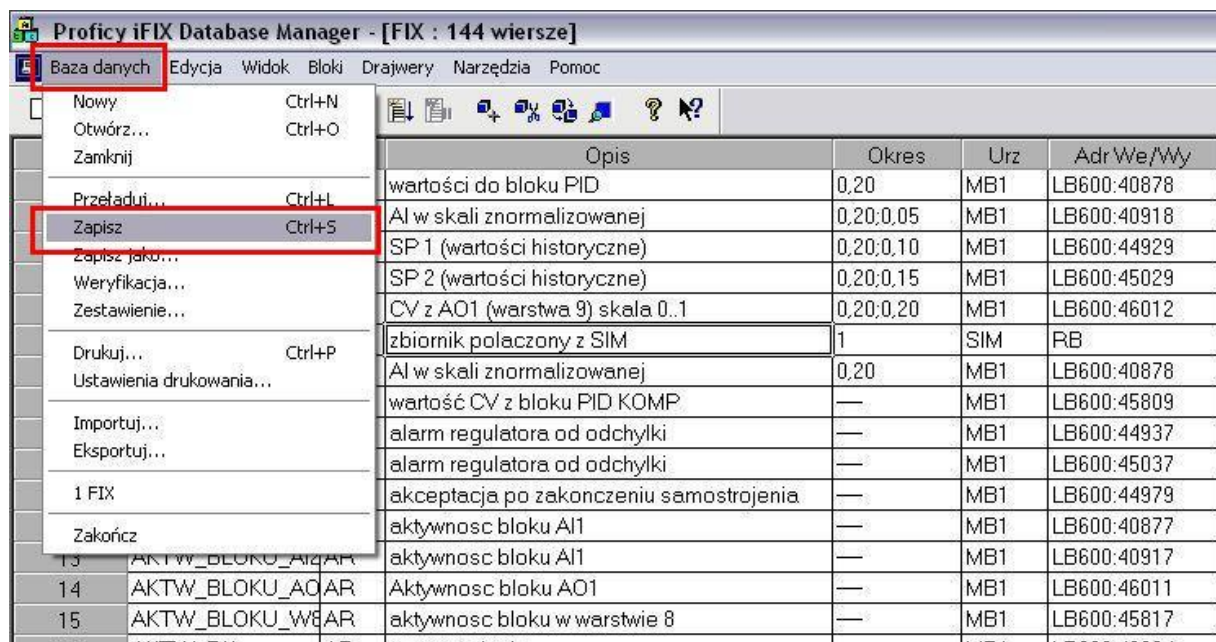 Proficy iFIX Database Manager - [FIX : 144 wiersze]
Baza danych Edycja Widok Bloki Drajwery Narzędzia Pomoc
Nowy Ctrl+N
Otwórz... Ctrl+O
Zamknij
Przeładuj... Ctrl+L
Zapisz Ctrl+S
Zapisz jako...
Weryfikacja...
Zestawienie...
Drukuj... Ctrl+P
Ustawienia drukowania...
Importuj...
Eksportuj...
1 FIX
Zakończ
Opis Okres Urz Adr We/Wy
wartości do bloku PID 0,20 MB1 LB600:40878
AI w skali znormalizowanej 0,20;0,05 MB1 LB600:40918
SP 1 (wartości historyczne) 0,20;0,10 MB1 LB600:44929
SP 2 (wartości historyczne) 0,20;0,15 MB1 LB600:45029
CV z AO1 (warstwa 9) skala 0..1 0,20;0,20 MB1 LB600:46012
zbiornik polaczony z SIM 1 SIM RB
AI w skali znormalizowanej 0,20 MB1 LB600:40878
wartość CV z bloku PID KOMP. — MB1 LB600:45809
alarm regulatora od odchylki — MB1 LB600:44937
alarm regulatora od odchylki — MB1 LB600:45037
akceptacja po zakonczeniu samostrojenia — MB1 LB600:44979
aktywnosc bloku AI1 — MB1 LB600:40877
13 AKTW_BLOKU_AI2 AR aktywnosc bloku AI1 — MB1 LB600:40917
14 AKTW_BLOKU_AO AR Aktywnosc bloku AO1 — MB1 LB600:46011
15 AKTW_BLOKU_W8 AR aktywnosc bloku w warstwie 8 — MB1 LB600:45817